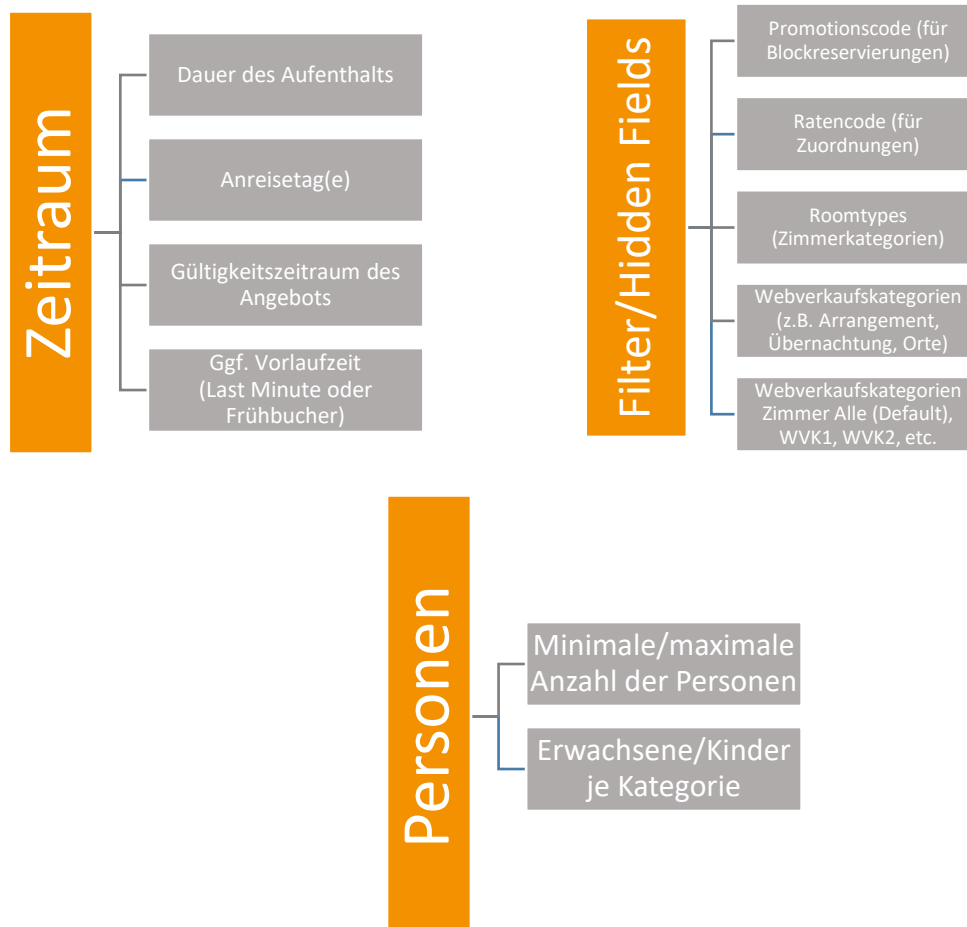 Zeitraum
Dauer des Aufenthalts
Anreisetag(e)
Gültigkeitszeitraum des
Angebots
Ggf. Vorlaufzeit
(Last Minute oder
Frühbucher)
Filter/Hidden Fields
Promotionscode (für
Blockreservierungen)
Ratencode (für
Zuordnungen)
Roomtypes
(Zimmerkategorien)
Webverkaufskategorien
(z.B. Arrangement,
Übernachtung, Orte)
Webverkaufskategorien
Zimmer Alle (Default),
WVK1, WVK2, etc.
Personen
Minimale/maximale
Anzahl der Personen
Erwachsene/Kinder
je Kategorie